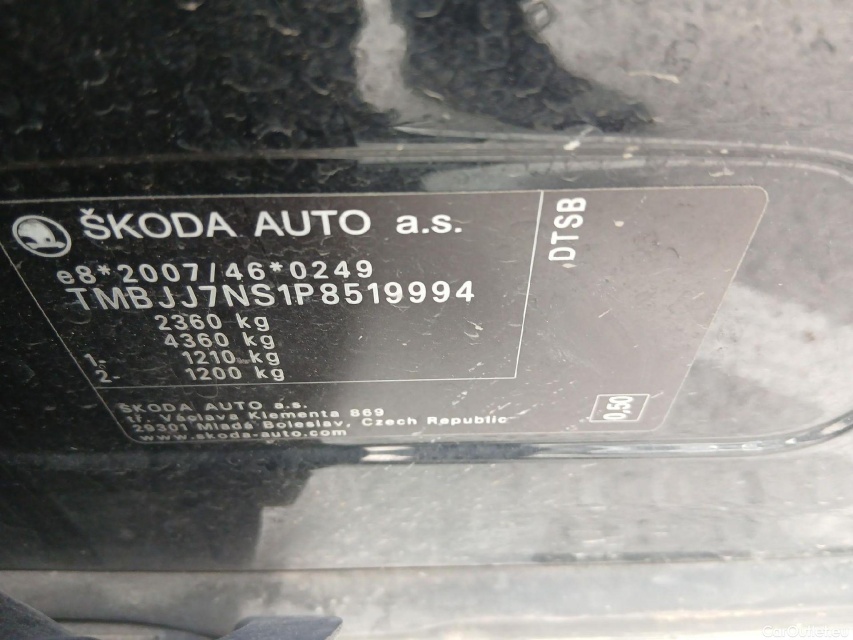 ŠKODA AUTO a.s.
e8*2007/46*0249
TMBJJ7NS1P8519994
2360 kg
4360 kg
1- 1210 kg
2- 1200 kg
ŠKODA AUTO a.s.
tř. Václava Klementa 869
29301 Mladá Boleslav, Czech Republic
www.skoda-auto.com
DTSB
0.50